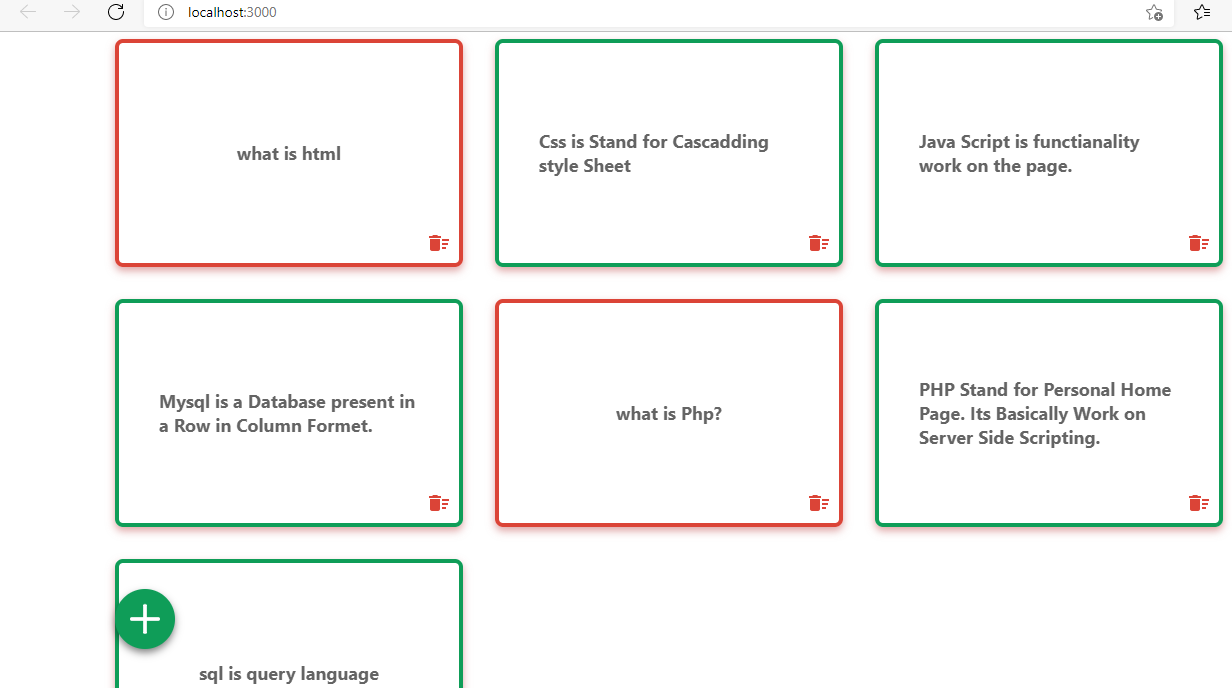 localhost:3000
what is html
Css is Stand for Cascadding
style Sheet
Java Script is functianality
work on the page.
Mysql is a Database present in
a Row in Column Formet.
what is Php?
PHP Stand for Personal Home
Page. Its Basically Work on
Server Side Scripting.
sql is query language